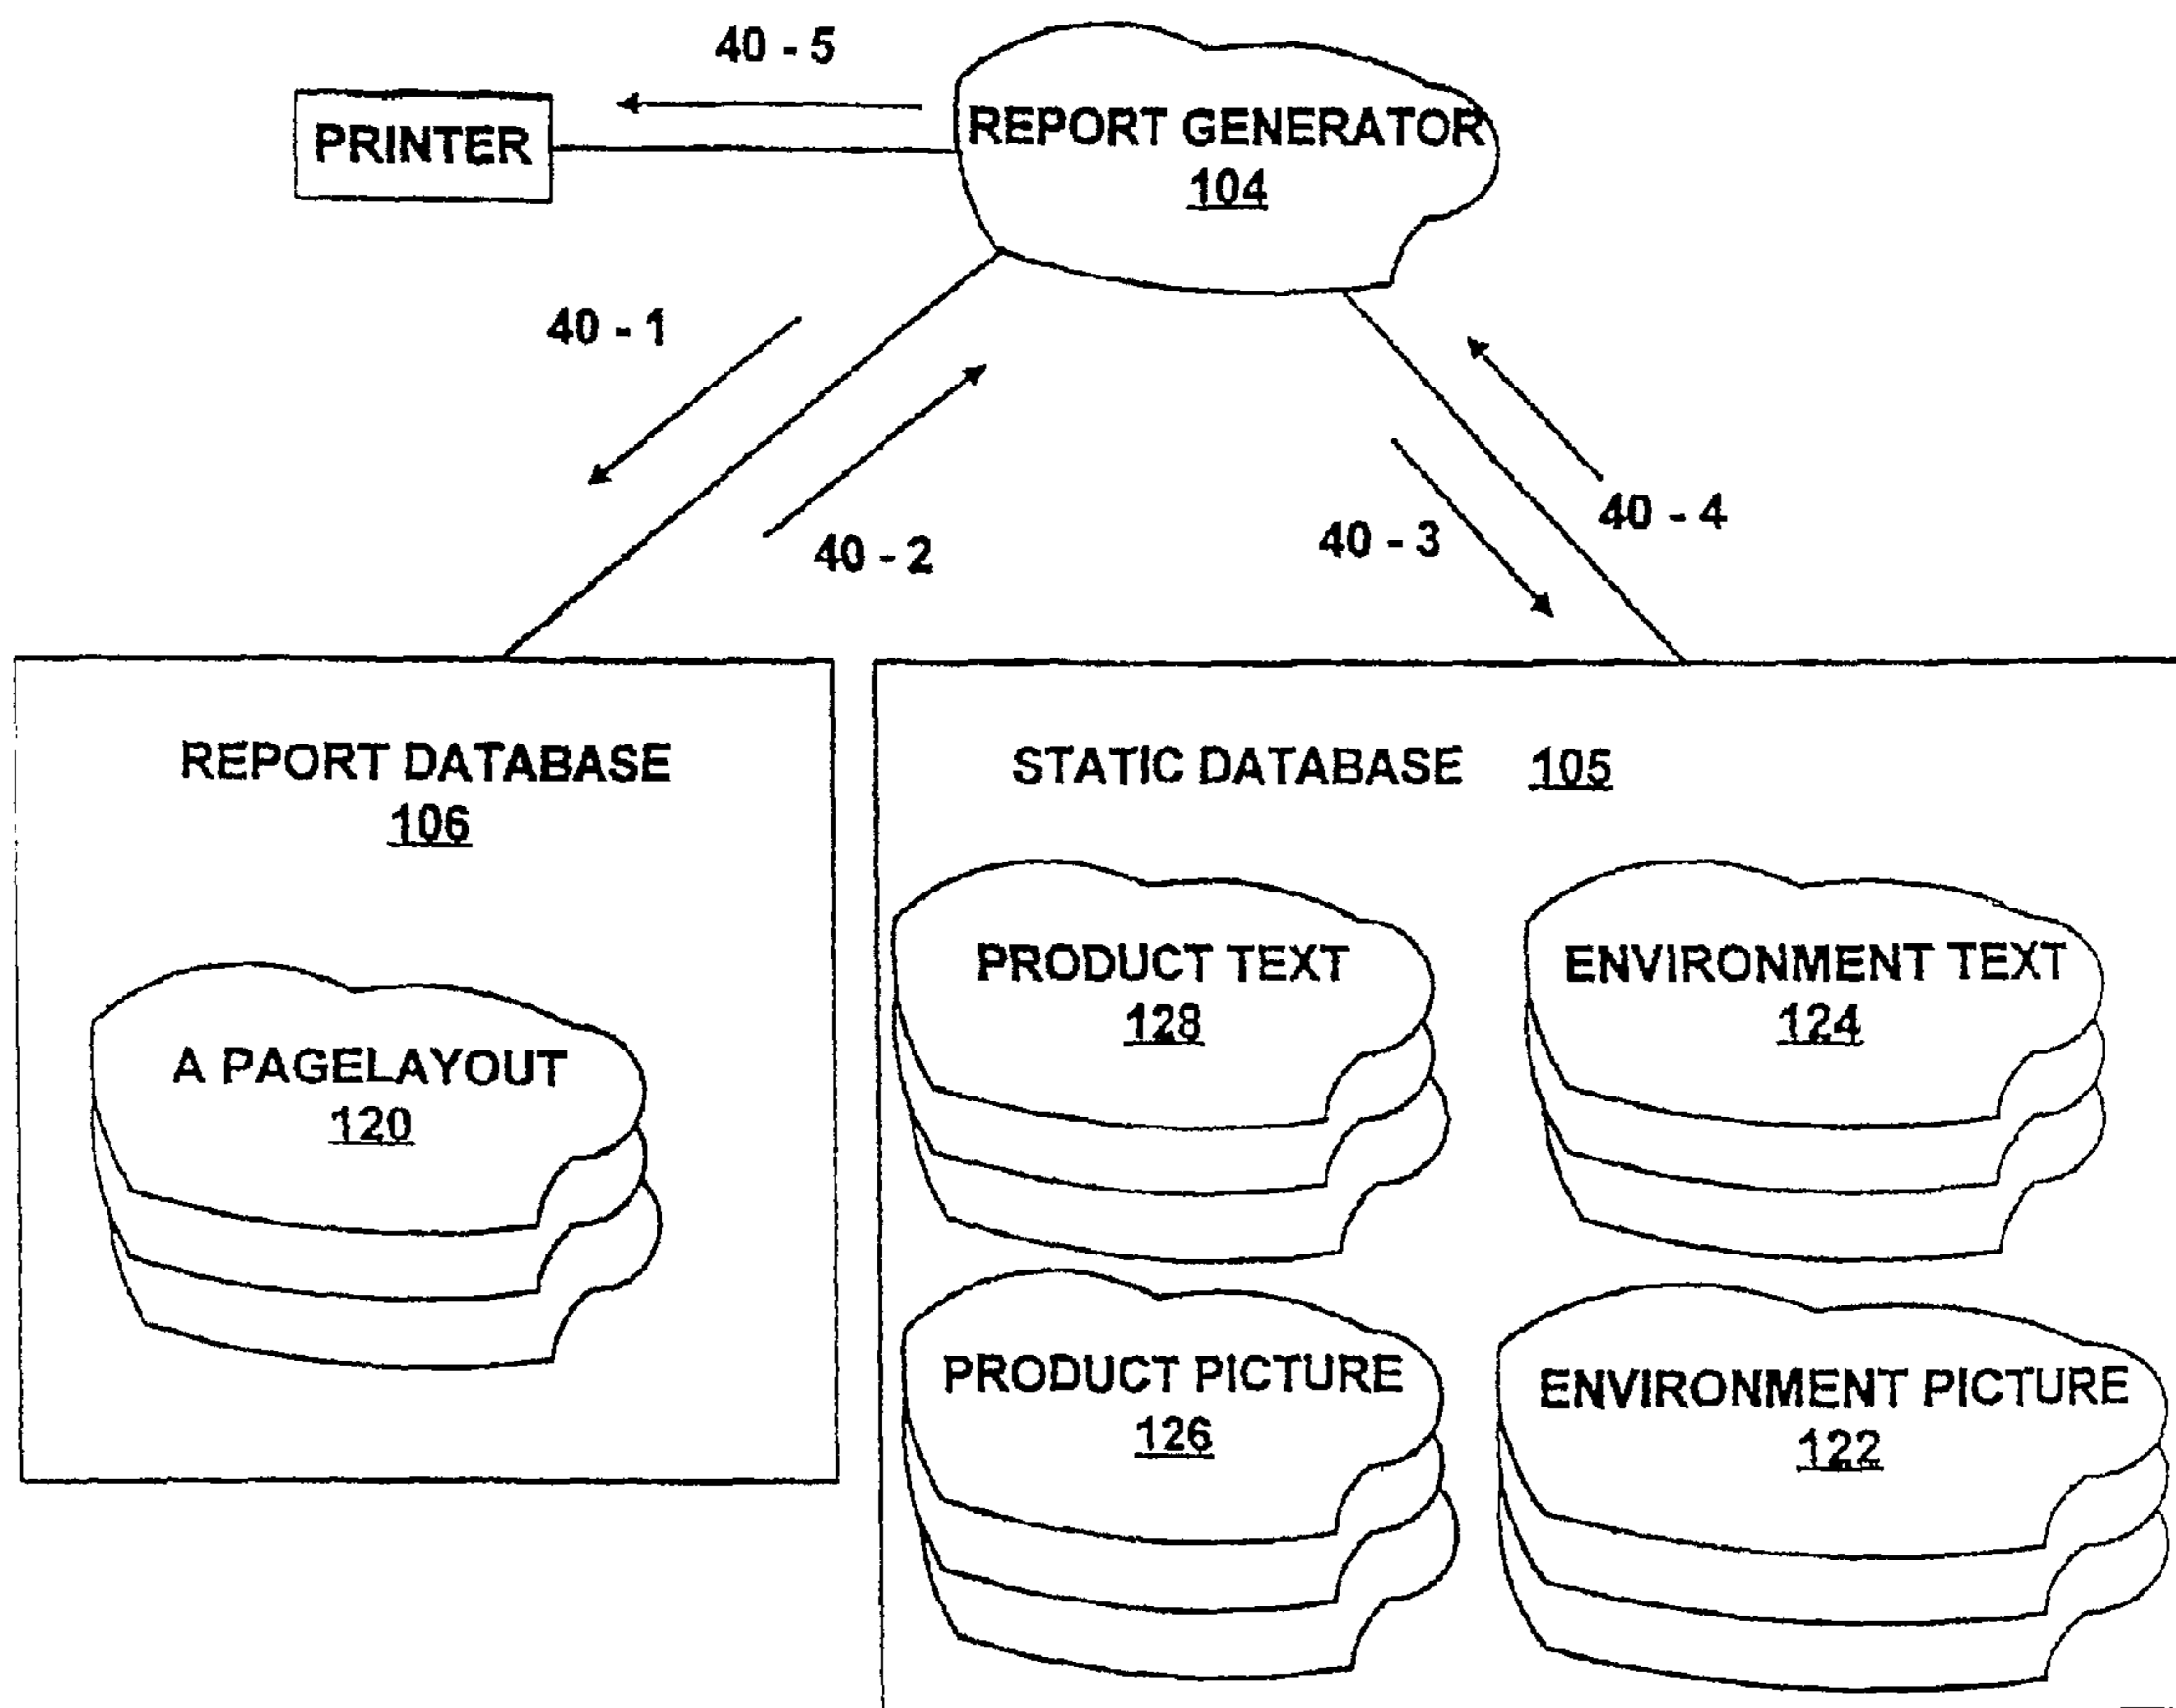 40 - 5
PRINTER
REPORT GENERATOR
104
40 - 1
40 - 2
40 - 3
40 - 4
REPORT DATABASE
106
A PAGELAYOUT
120
STATIC DATABASE 105
PRODUCT TEXT
128
ENVIRONMENT TEXT
124
PRODUCT PICTURE
126
ENVIRONMENT PICTURE
122